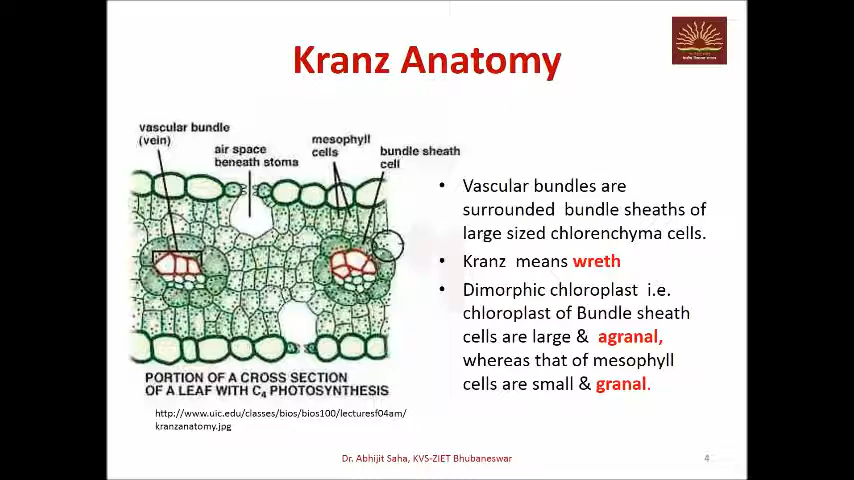 Kranz Anatomy
vascular bundle
(vein)
air space
beneath stoma
mesophyll
cells
bundle sheath
cell
PORTION OF A CROSS SECTION
OF A LEAF WITH C₄ PHOTOSYNTHESIS
http://www.uic.edu/classes/bios/bios100/lecturesf04am/
kranzanatomy.jpg
• Vascular bundles are
surrounded bundle sheaths of
large sized chlorenchyma cells.
• Kranz means wreth
• Dimorphic chloroplast i.e.
chloroplast of Bundle sheath
cells are large & agranal,
whereas that of mesophyll
cells are small & granal.
Dr. Abhijit Saha, KVS-ZIET Bhubaneswar
4